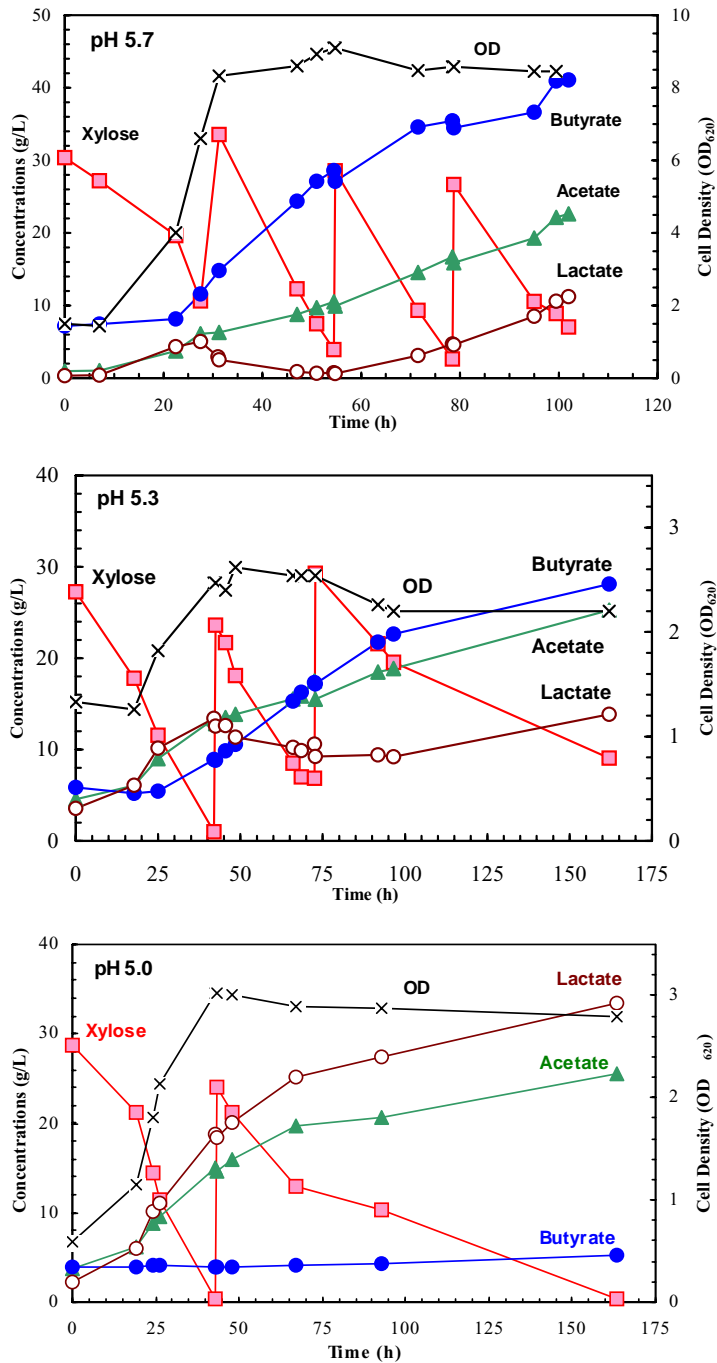 pH 5.7
OD
Xylose
Butyrate
Acetate
Lactate
50
40
30
20
10
0
10
8
6
4
2
0
0 20 40 60 80 100 120
Concentrations (g/L)
Cell Density (OD620)
Time (h)
pH 5.3
Xylose
OD
Butyrate
Acetate
Lactate
40
30
20
10
0
3
2
1
0
0 25 50 75 100 125 150 175
Concentrations (g/L)
Cell Density (OD620)
Time (h)
pH 5.0
Xylose
OD
Lactate
Acetate
Butyrate
40
30
20
10
0
3
2
1
0
0 25 50 75 100 125 150 175
Concentrations (g/L)
Cell Density (OD 620)
Time (h)